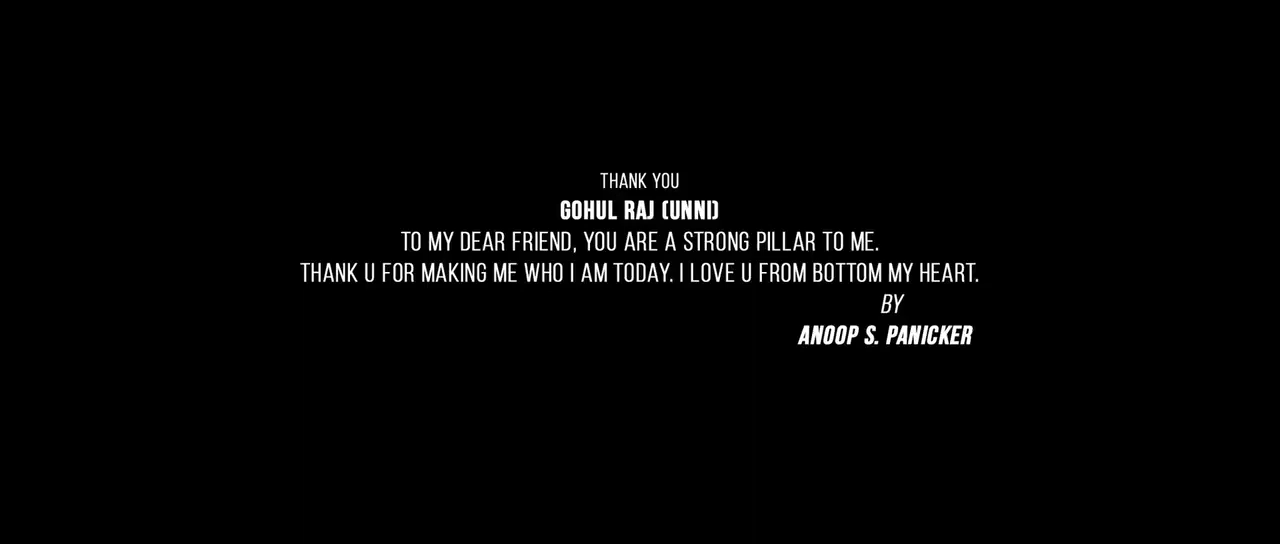 THANK YOU
GOHUL RAJ (UNNI)
TO MY DEAR FRIEND, YOU ARE A STRONG PILLAR TO ME.
THANK U FOR MAKING ME WHO I AM TODAY. I LOVE U FROM BOTTOM MY HEART.
BY
ANOOP S. PANICKER